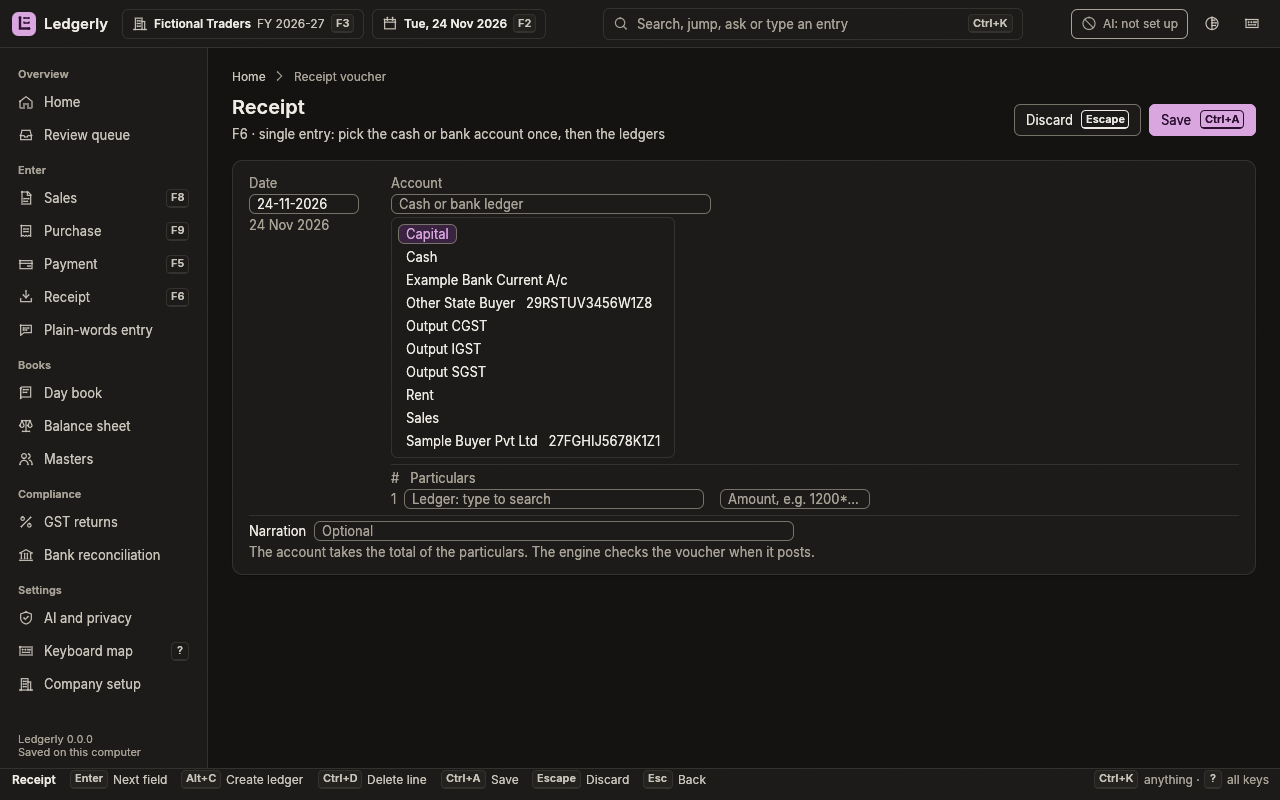 Ledgerly
Fictional Traders FY 2026-27 F3
Tue, 24 Nov 2026 F2
Search, jump, ask or type an entry Ctrl+K
AI: not set up
Overview
Home
Review queue
Enter
Sales F8
Purchase F9
Payment F5
Receipt F6
Plain-words entry
Books
Day book
Balance sheet
Masters
Compliance
GST returns
Bank reconciliation
Settings
AI and privacy
Keyboard map ?
Company setup
Ledgerly 0.0.0
Saved on this computer
Home > Receipt voucher
Receipt
F6 · single entry: pick the cash or bank account once, then the ledgers
Discard Escape
Save Ctrl+A
Date
24-11-2026
24 Nov 2026
Account
Cash or bank ledger
Capital
Cash
Example Bank Current A/c
Other State Buyer 29RSTUV3456W1Z8
Output CGST
Output IGST
Output SGST
Rent
Sales
Sample Buyer Pvt Ltd 27FGHIJ5678K1Z1
# Particulars
1 Ledger: type to search Amount, e.g. 1200*...
Narration Optional
The account takes the total of the particulars. The engine checks the voucher when it posts.
Receipt Enter Next field Alt+C Create ledger Ctrl+D Delete line Ctrl+A Save Escape Discard Esc Back
Ctrl+K anything · ? all keys